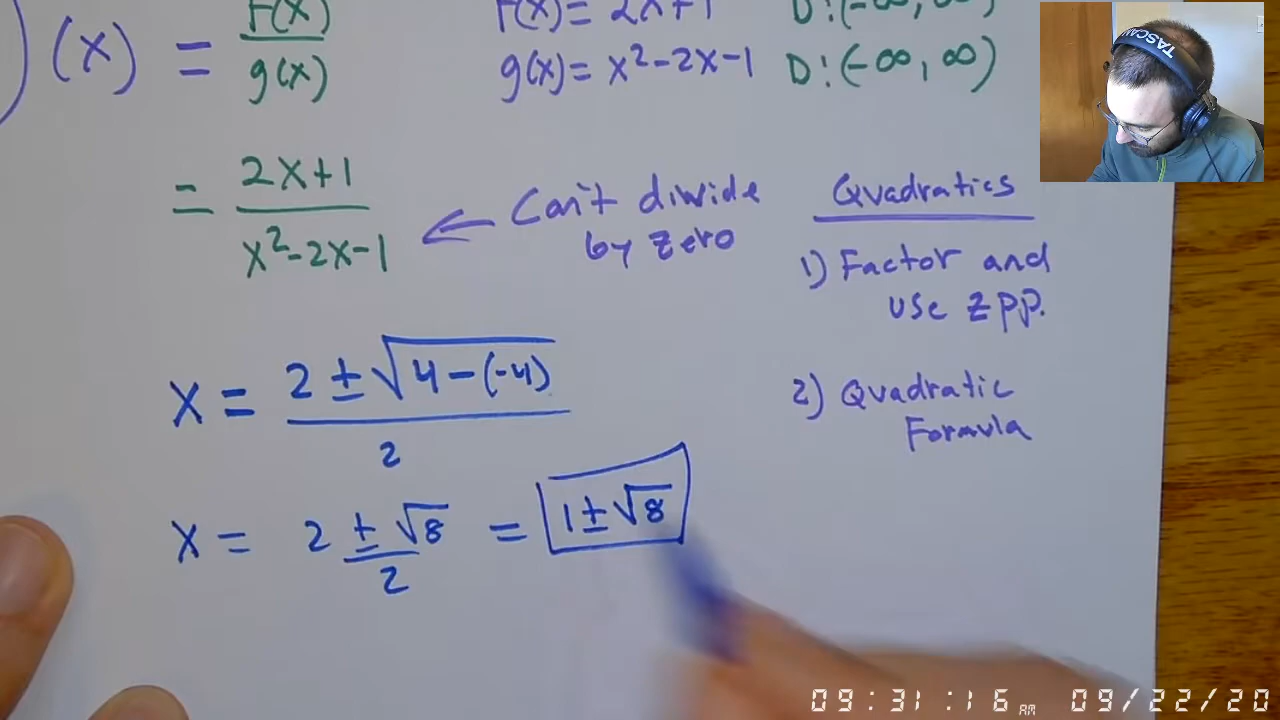 )(x) = f(x)/g(x)
f(x) = 2x+1 D:(-∞, ∞)
g(x) = x²-2x-1 D:(-∞, ∞)
TASCAM
= 2x+1/x²-2x-1
Can't divide
by zero
Quadratics
1) Factor and
use zpp.
2) Quadratic
Formula
x = 2 ± √4-(-4)/2
x = 2 ± √8/2 = 1 ± √8
09:31:16 AM 09/22/20